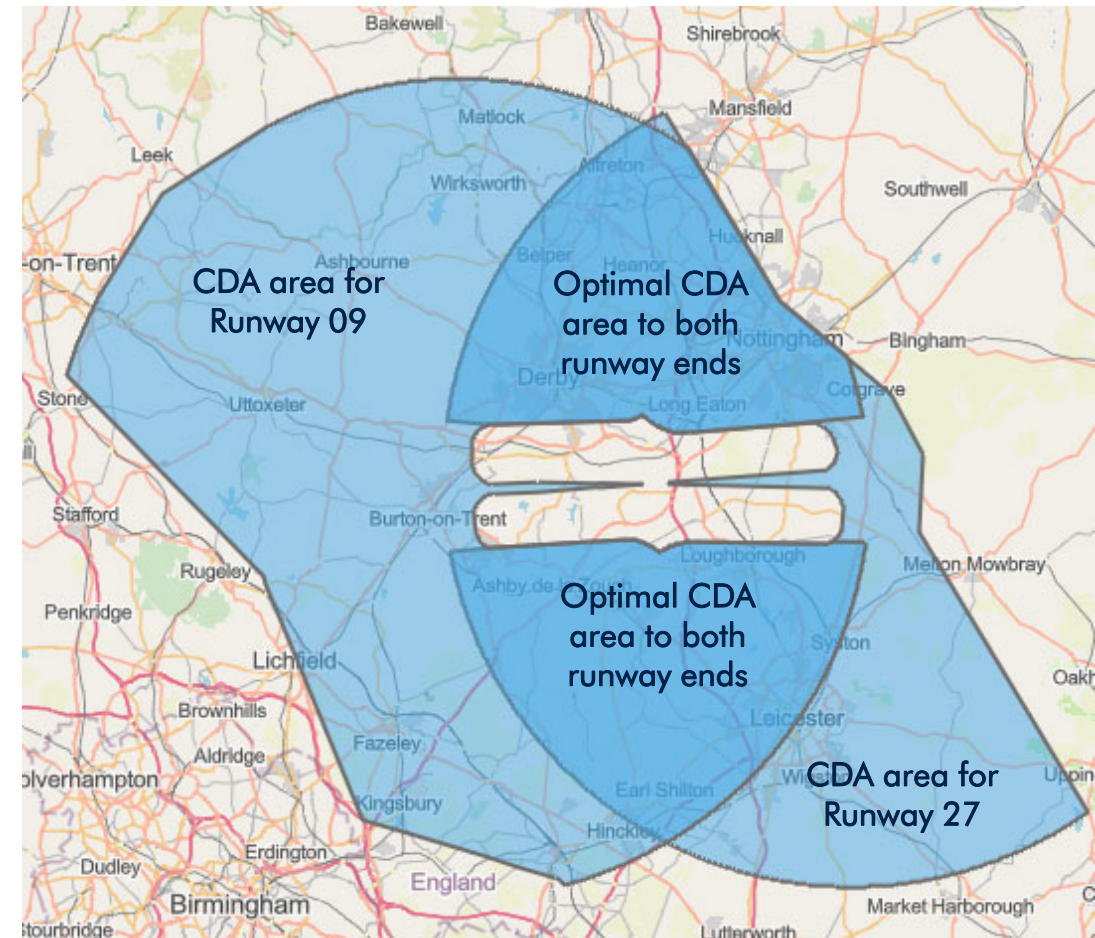 Bakewell
Shirebrook
Mansfield
Matlock
Leek
Alfreton
Wirksworth
Southwell
Hucknall
Belper
-on-Trent
Ashbourne
Heanor
CDA area for
Runway 09
Optimal CDA
area to both
runway ends
Nottingham
Bingham
Derby
Cotgrave
Stone
Uttoxeter
Long Eaton
Stafford
Burton-on-Trent
Loughborough
Melton Mowbray
Rugeley
Ashby de la Zouch
Optimal CDA
area to both
runway ends
Penkridge
Syston
Lichfield
Oakh
Brownhills
Leicester
Fazeley
Aldridge
olverhampton
Wigston
CDA area for
Runway 27
Uppin
Earl Shilton
Kingsbury
Hinckley
Erdington
Dudley
England
Birmingham
Market Harborough
C
Stourbridge
Lutterworth